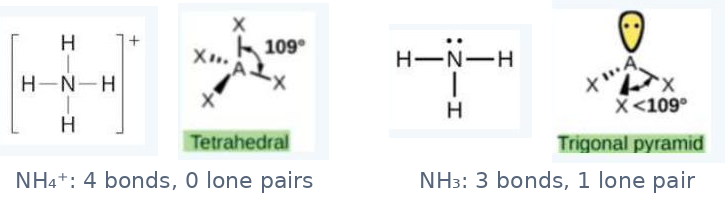 H
H—N—H
H
+
X
X
A
X
X
109°
Tetrahedral
NH₄⁺: 4 bonds, 0 lone pairs
H—N—H
H
A
X
X
X <109°
Trigonal pyramid
NH₃: 3 bonds, 1 lone pair